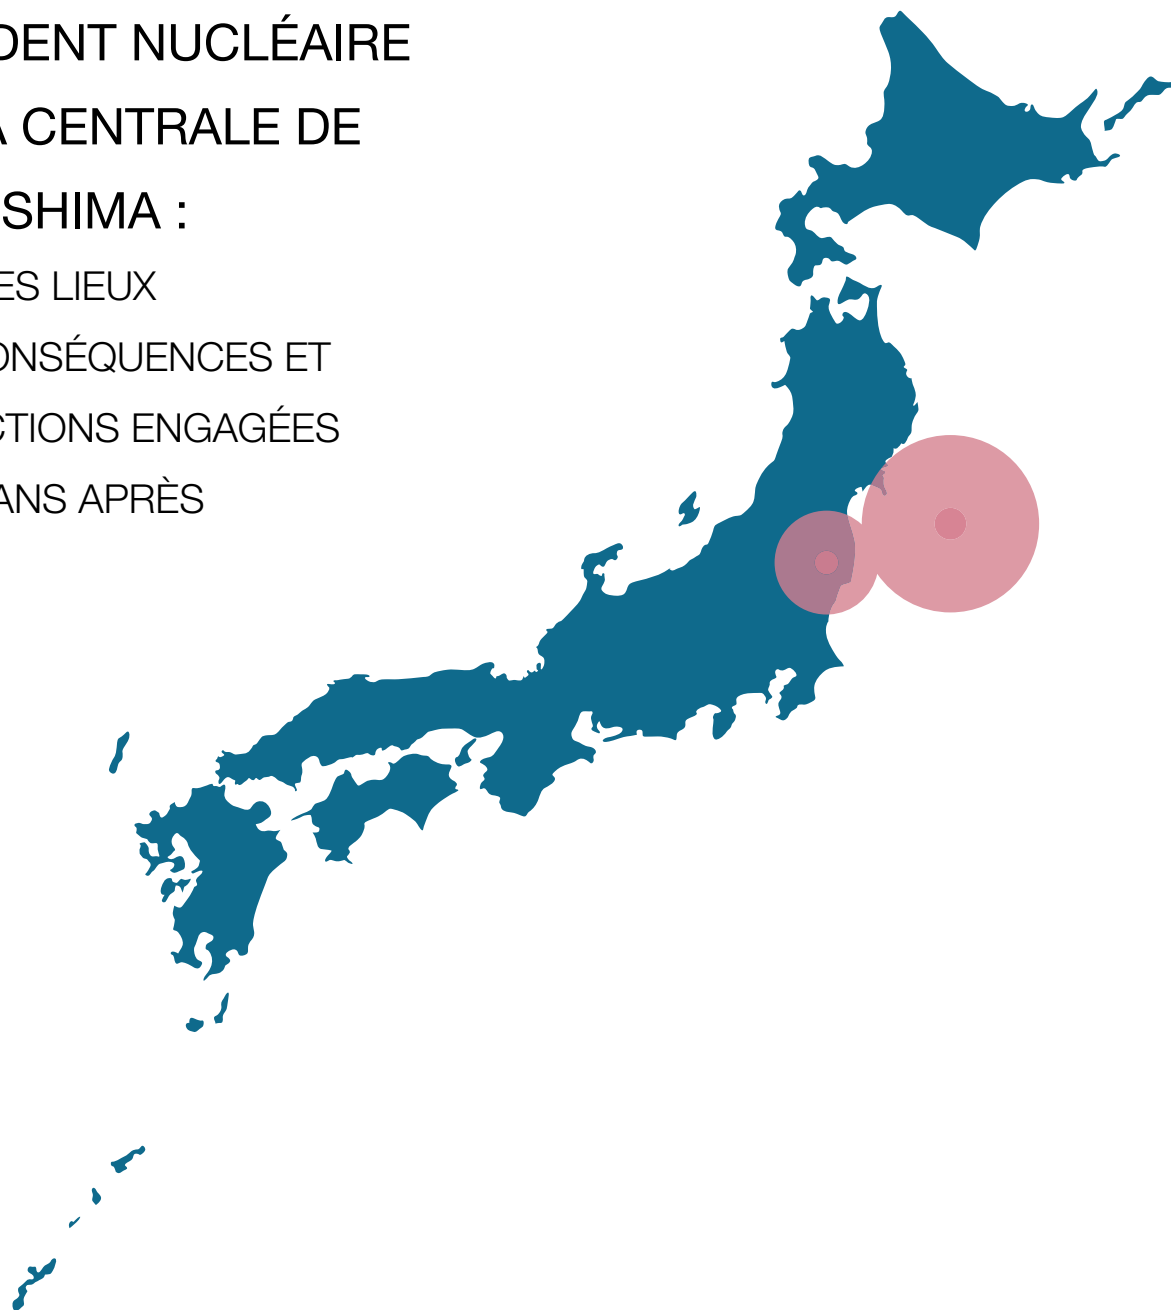 DENT NUCLÉAIRE
A CENTRALE DE
SHIMA :
ES LIEUX
ONSÉQUENCES ET
CTIONS ENGAGÉES
ANS APRÈS